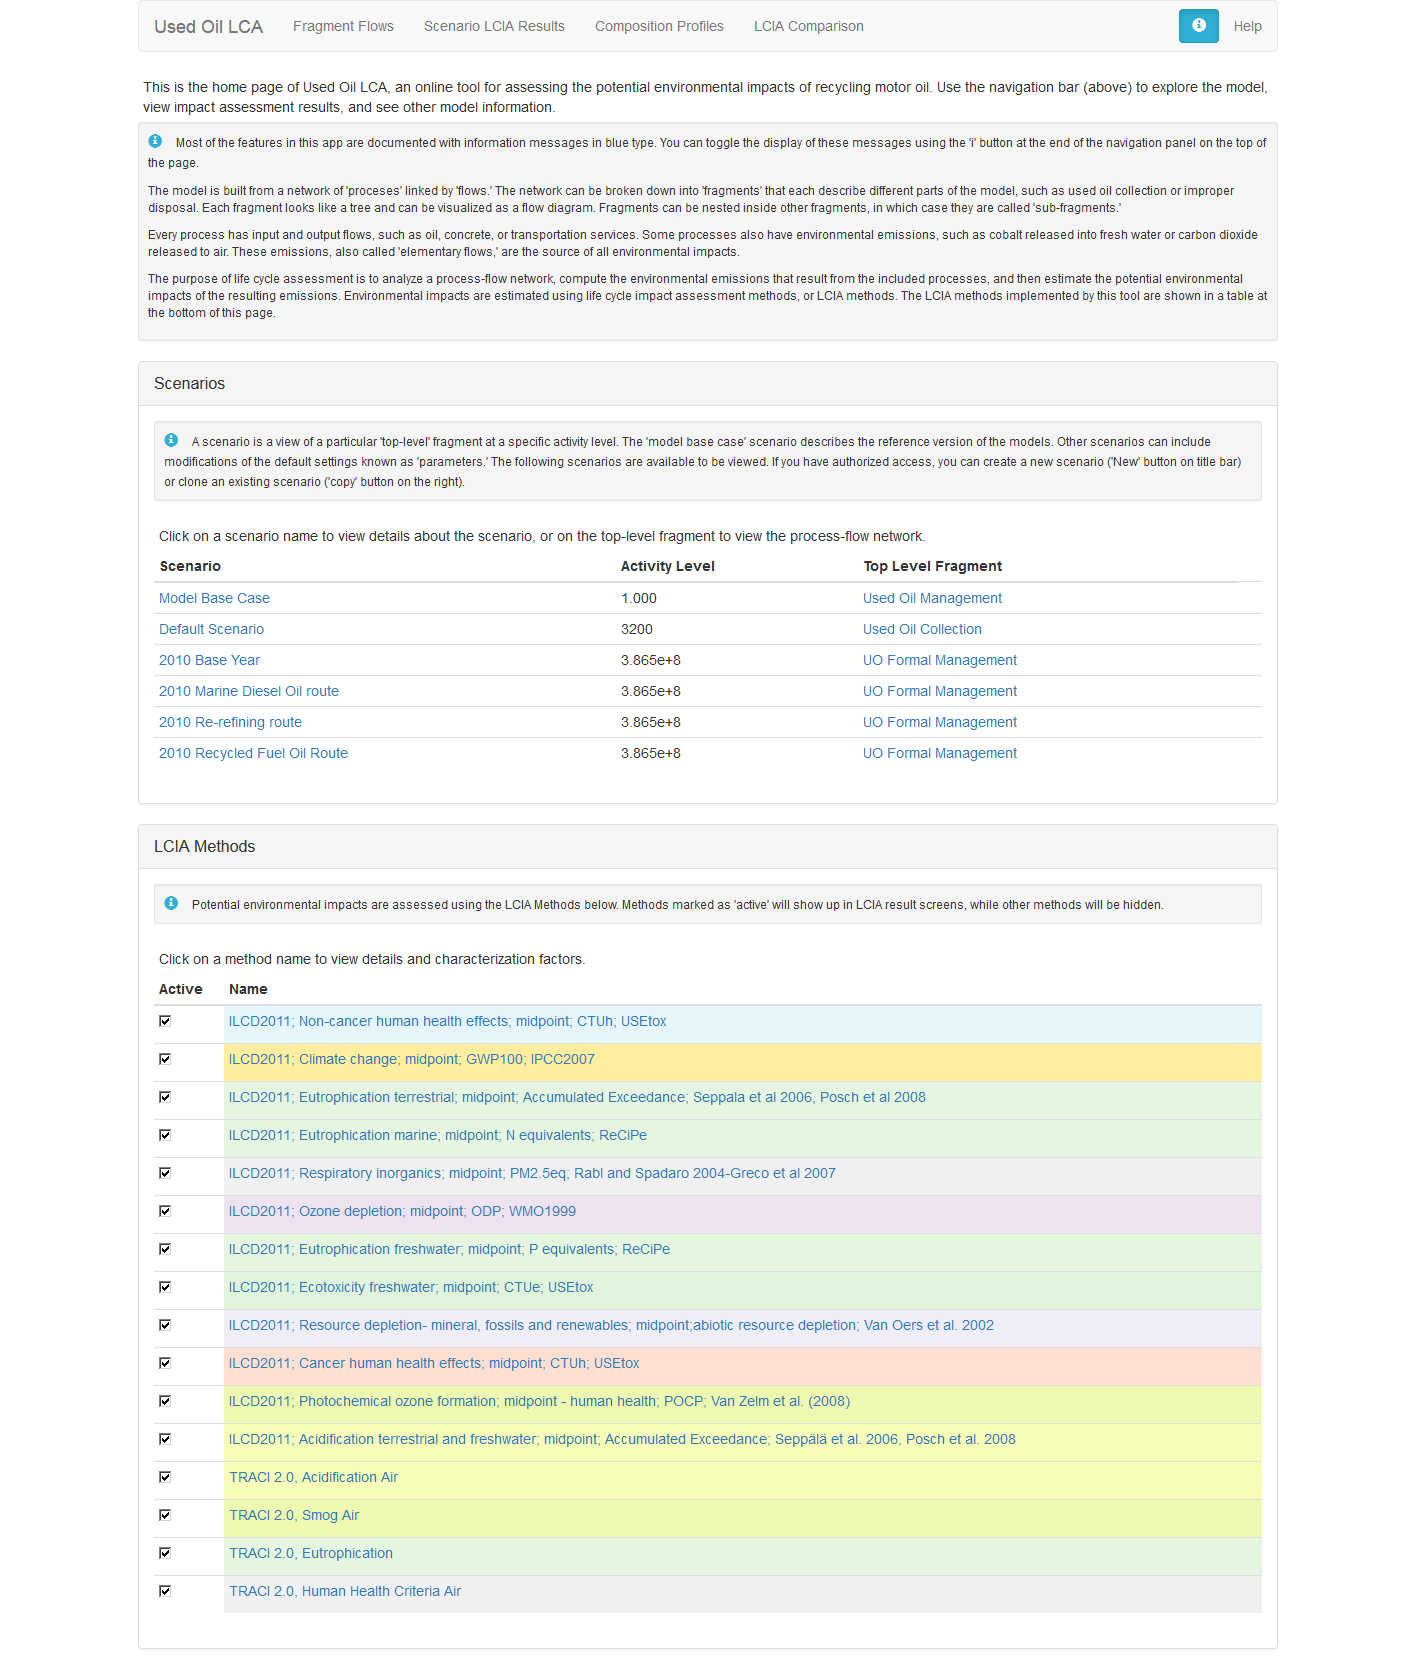 Used Oil LCA Fragment Flows Scenario LCIA Results Composition Profiles LCIA Comparison Help
This is the home page of Used Oil LCA, an online tool for assessing the potential environmental impacts of recycling motor oil. Use the navigation bar (above) to explore the model,
view impact assessment results, and see other model information.
Most of the features in this app are documented with information messages in blue type. You can toggle the display of these messages using the 'i' button at the end of the navigation panel on the top of
the page.
The model is built from a network of 'proceses' linked by 'flows.' The network can be broken down into 'fragments' that each describe different parts of the model, such as used oil collection or improper
disposal. Each fragment looks like a tree and can be visualized as a flow diagram. Fragments can be nested inside other fragments, in which case they are called 'sub-fragments.'
Every process has input and output flows, such as oil, concrete, or transportation services. Some processes also have environmental emissions, such as cobalt released into fresh water or carbon dioxide
released to air. These emissions, also called 'elementary flows,' are the source of all environmental impacts.
The purpose of life cycle assessment is to analyze a process-flow network, compute the environmental emissions that result from the included processes, and then estimate the potential environmental
impacts of the resulting emissions. Environmental impacts are estimated using life cycle impact assessment methods, or LCIA methods. The LCIA methods implemented by this tool are shown in a table at
the bottom of this page.
Scenarios
A scenario is a view of a particular 'top-level' fragment at a specific activity level. The 'model base case' scenario describes the reference version of the models. Other scenarios can include
modifications of the default settings known as 'parameters.' The following scenarios are available to be viewed. If you have authorized access, you can create a new scenario ('New' button on title bar)
or clone an existing scenario ('copy' button on the right).
Click on a scenario name to view details about the scenario, or on the top-level fragment to view the process-flow network.
Scenario Activity Level Top Level Fragment
Model Base Case 1.000 Used Oil Management
Default Scenario 3200 Used Oil Collection
2010 Base Year 3.865e+8 UO Formal Management
2010 Marine Diesel Oil route 3.865e+8 UO Formal Management
2010 Re-refining route 3.865e+8 UO Formal Management
2010 Recycled Fuel Oil Route 3.865e+8 UO Formal Management
LCIA Methods
Potential environmental impacts are assessed using the LCIA Methods below. Methods marked as 'active' will show up in LCIA result screens, while other methods will be hidden.
Click on a method name to view details and characterization factors.
Active Name
ILCD2011; Non-cancer human health effects; midpoint; CTUh; USEtox
ILCD2011; Climate change; midpoint; GWP100; IPCC2007
ILCD2011; Eutrophication terrestrial; midpoint; Accumulated Exceedance; Seppala et al 2006, Posch et al 2008
ILCD2011; Eutrophication marine; midpoint; N equivalents; ReCiPe
ILCD2011; Respiratory inorganics; midpoint; PM2.5eq; Rabl and Spadaro 2004-Greco et al 2007
ILCD2011; Ozone depletion; midpoint; ODP; WMO1999
ILCD2011; Eutrophication freshwater; midpoint; P equivalents; ReCiPe
ILCD2011; Ecotoxicity freshwater; midpoint; CTUe; USEtox
ILCD2011; Resource depletion- mineral, fossils and renewables; midpoint;abiotic resource depletion; Van Oers et al. 2002
ILCD2011; Cancer human health effects; midpoint; CTUh; USEtox
ILCD2011; Photochemical ozone formation; midpoint - human health; POCP; Van Zelm et al. (2008)
ILCD2011; Acidification terrestrial and freshwater; midpoint; Accumulated Exceedance; Seppälä et al. 2006, Posch et al. 2008
TRACI 2.0, Acidification Air
TRACI 2.0, Smog Air
TRACI 2.0, Eutrophication
TRACI 2.0, Human Health Criteria Air